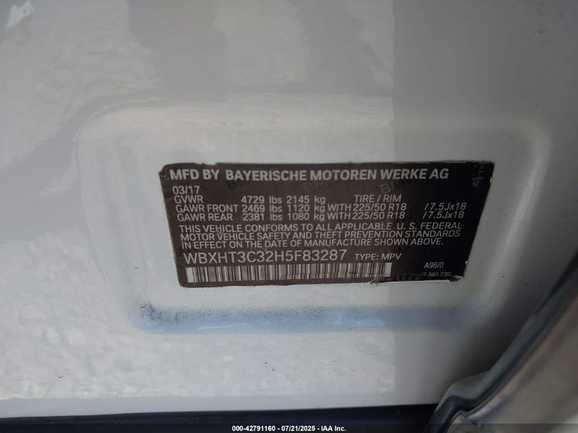 MFD BY BAYERISCHE MOTOREN WERKE AG
03/17
GVWR 4729 lbs 2145 kg TIRE / RIM
GAWR FRONT 2469 lbs 1120 kg WITH 225/50 R18 /7.5Jx18
GAWR REAR 2381 lbs 1080 kg WITH 225/50 R18 /7.5Jx18
THIS VEHICLE CONFORMS TO ALL APPLICABLE U. S. FEDERAL
MOTOR VEHICLE SAFETY, BUMPER, AND THEFT PREVENTION
STANDARDS IN EFFECT ON THE DATE OF MANUFACTURE SHOWN ABOVE.
WBXHT3C32H5F83287 TYPE: MPV
A96/0
000-42791160 - 07/21/2025 - IAA Inc.